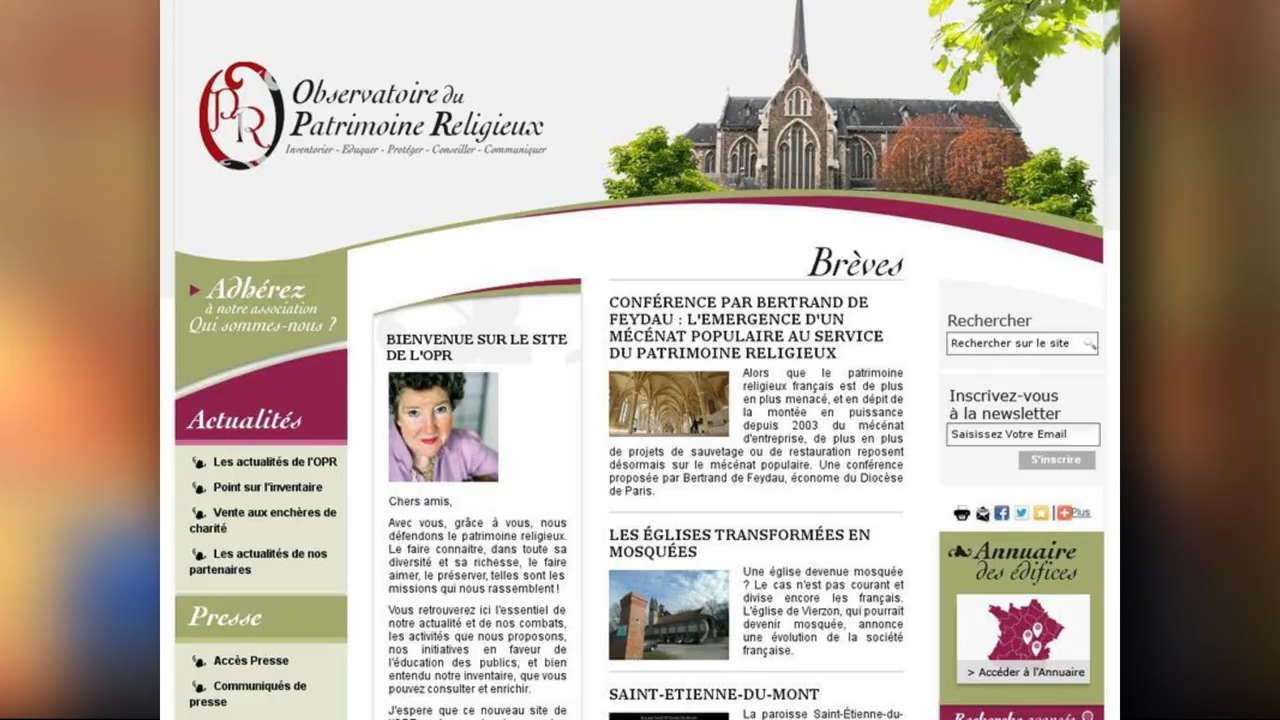 OPR
Observatoire du
Patrimoine Religieux
Inventorier - Eduquer - Protéger - Conseiller - Communiquer
Adhérez
à notre association
Qui sommes-nous ?
Actualités
Les actualités de l'OPR
Point sur l'inventaire
Vente aux enchères de
charité
Les actualités de nos
partenaires
Presse
Accès Presse
Communiqués de
presse
BIENVENUE SUR LE SITE
DE L'OPR
Chers amis,
Avec vous, grâce à vous, nous
défendons le patrimoine religieux.
Le faire connaitre, dans toute sa
diversité et sa richesse, le faire
aimer, le préserver, telles sont les
missions qui nous rassemblent !
Vous retrouverez ici l'essentiel de
notre actualité et de nos combats,
les activités que nous proposons,
nos initiatives en faveur de
l'éducation des publics, et bien
entendu notre inventaire, que vous
pouvez consulter et enrichir.
J'espere que ce nouveau site de
Brèves
CONFÉRENCE PAR BERTRAND DE
FEYDAU : L'EMERGENCE D'UN
MÉCÉNAT POPULAIRE AU SERVICE
DU PATRIMOINE RELIGIEUX
Alors que le patrimoine
religieux français est de plus
en plus menacé, et en dépit de
la montée en puissance
depuis 2003 du mécénat
d'entreprise, de plus en plus
de projets de sauvetage ou de restauration reposent
désormais sur le mécénat populaire. Une conférence
proposée par Bertrand de Feydau, économe du Diocèse
de Paris.
LES ÉGLISES TRANSFORMÉES EN
MOSQUÉES
Une église devenue mosquée
? Le cas n'est pas courant et
divise encore les français.
L'église de Vierzon, qui pourrait
devenir mosquée, annonce
une évolution de la société
française.
SAINT-ETIENNE-DU-MONT
La paroisse Saint-Étienne-du-
Rechercher
Rechercher sur le site
Inscrivez-vous
à la newsletter
Saisissez Votre Email
S'inscrire
Plus
Annuaire
des édifices
> Accéder à l'Annuaire
Recherche avancée